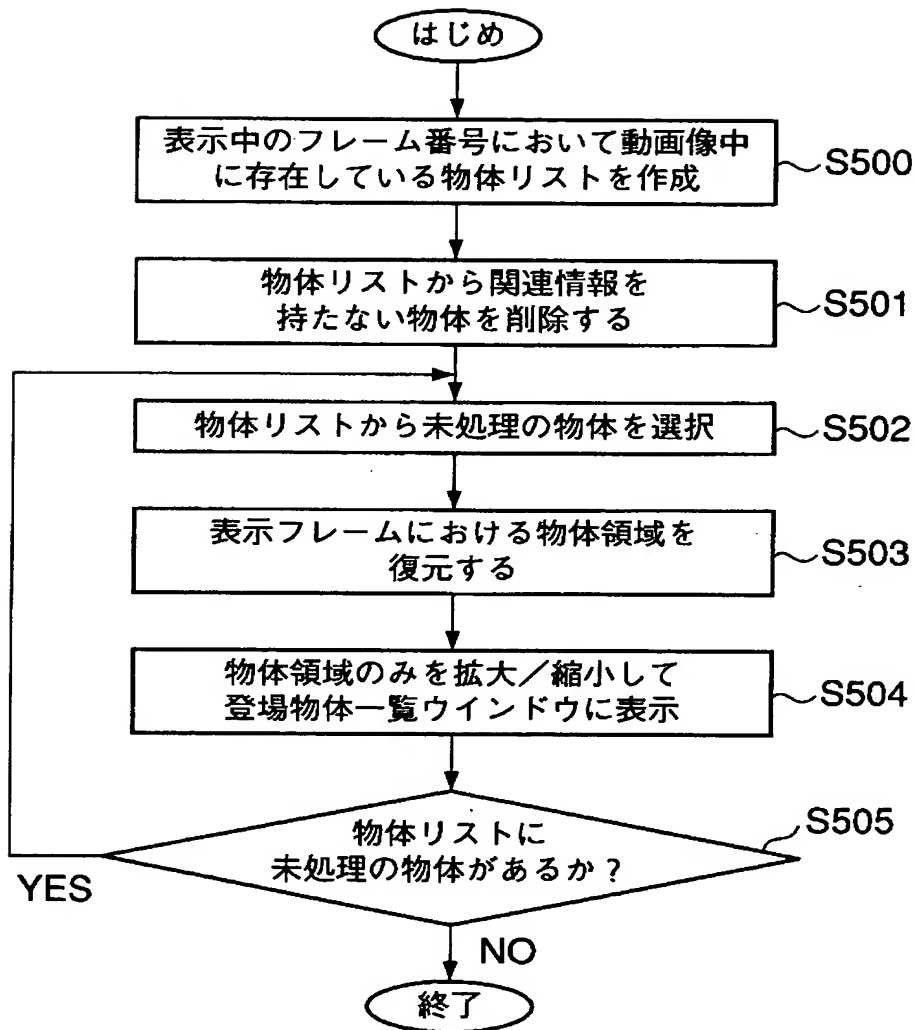 はじめ
表示中のフレーム番号において動画像中
に存在している物体リストを作成
S500
物体リストから関連情報を
持たない物体を削除する
S501
物体リストから未処理の物体を選択
S502
表示フレームにおける物体領域を
復元する
S503
物体領域のみを拡大／縮小して
登場物体一覧ウインドウに表示
S504
物体リストに
未処理の物体があるか？
S505
YES
NO
終了